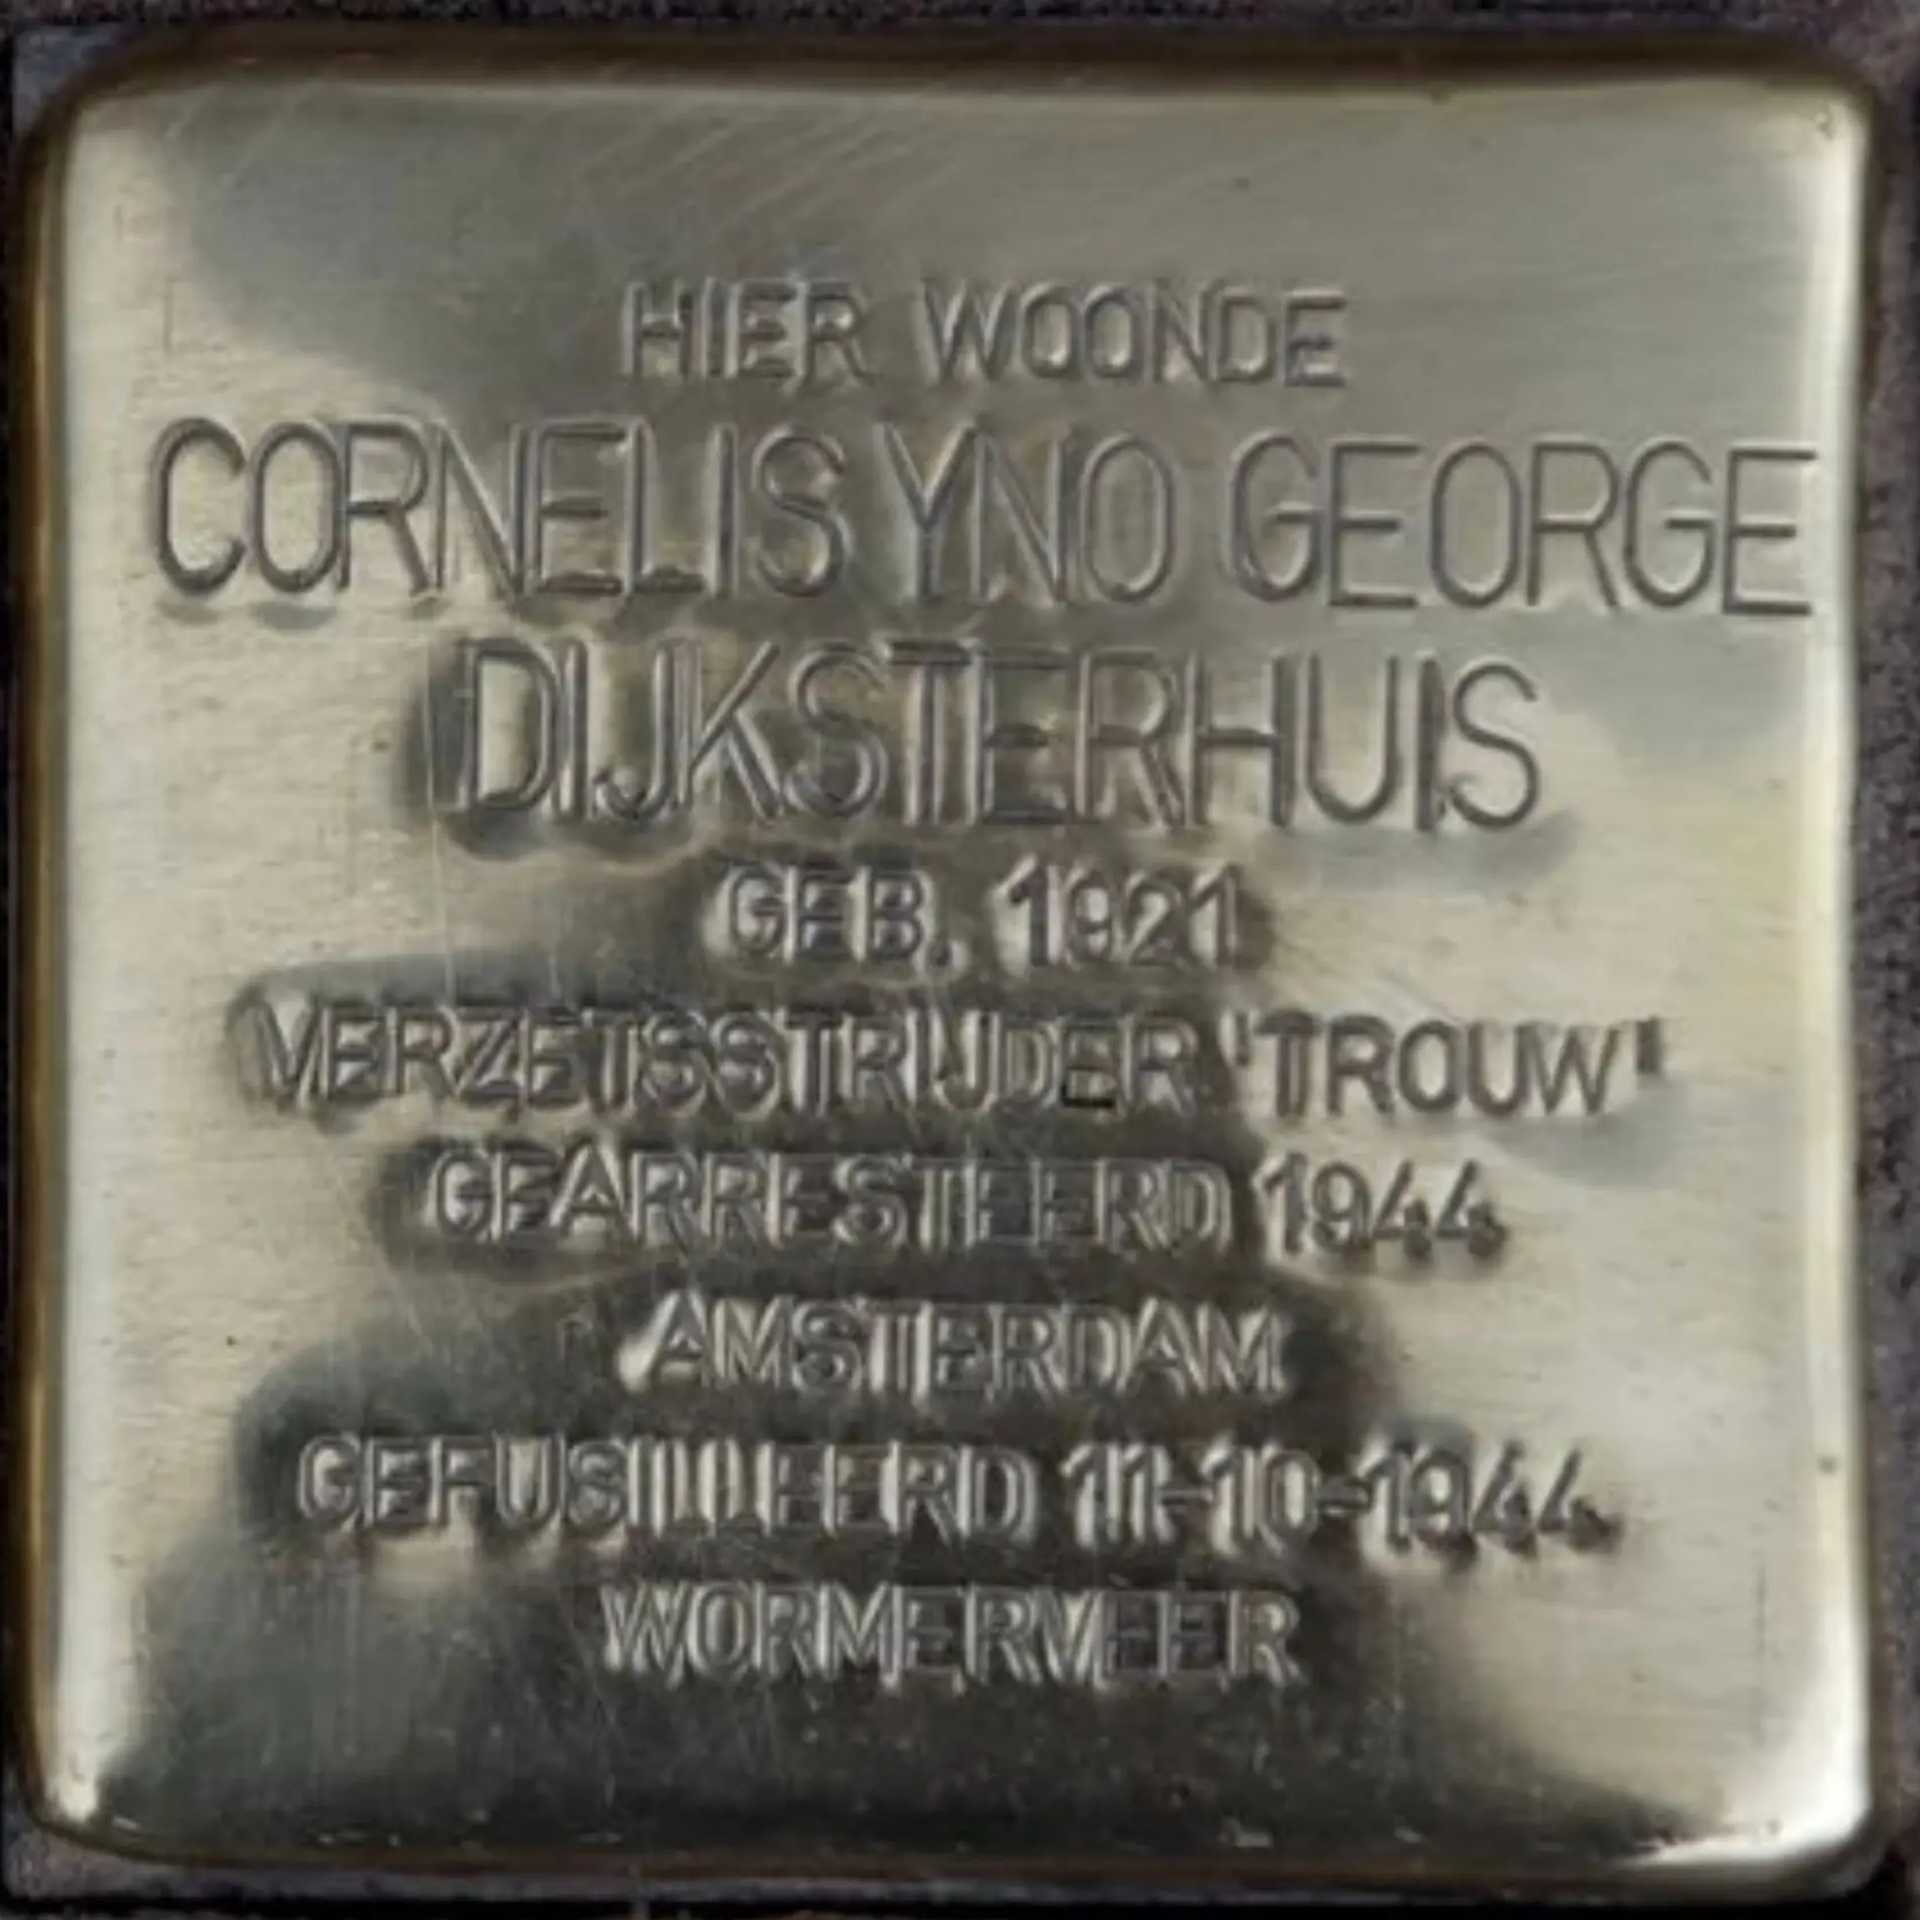 HIER WOONDE
CORNELIS YNO GEORGE
DIJKSTERHUIS
GEB. 1921
VERZETSSTRIJDER 'TROUW'
GEARRESTEERD 1944
AMSTERDAM
GEFUSILLEERD 11-10-1944
WORMERVEER